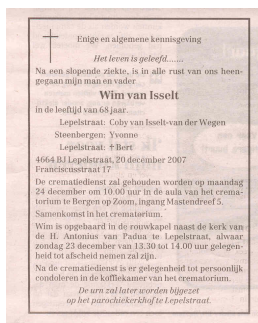 Enige en algemene kennisgeving
Het leven is geleefd.......
Na een slopende ziekte, is in alle rust van ons heen-
gegaan mijn man en vader
Wim van Isselt
in de leeftijd van 68 jaar.
Lepelstraat: Coby van Isselt-van der Wegen
Steenbergen: Yvonne
Lepelstraat: † Bert
4664 BJ Lepelstraat, 20 december 2007
Franciscusstraat 17
De crematiedienst zal gehouden worden op maandag
24 december om 10.00 uur in de aula van het crema-
torium te Bergen op Zoom, ingang Mastendreef 5.
Samenkomst in het crematorium.
Wim is opgebaard in de rouwkapel naast de kerk van
de H. Antonius van Padua te Lepelstraat, alwaar
zondag 23 december van 13.30 tot 14.00 uur gelegen-
heid tot afscheid nemen zal zijn.
Na de crematiedienst is er gelegenheid tot persoonlijk
condoleren in de koffiekamer van het crematorium.
De urn zal later worden bijgezet
op het parochiekerkhof te Lepelstraat.